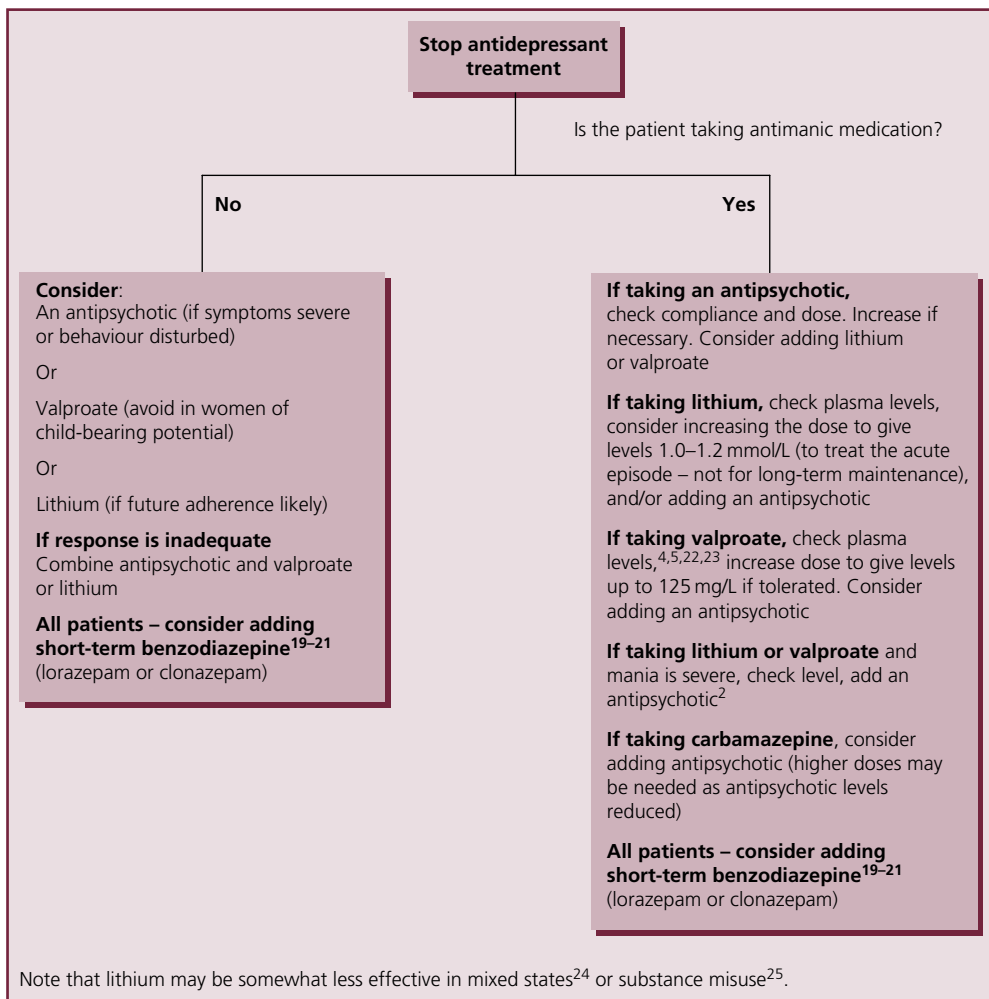 Stop antidepressant
treatment
Is the patient taking antimanic medication?
No
Yes
Consider:
An antipsychotic (if symptoms severe
or behaviour disturbed)
Or
Valproate (avoid in women of
child-bearing potential)
Or
Lithium (if future adherence likely)
If response is inadequate
Combine antipsychotic and valproate
or lithium
All patients – consider adding
short-term benzodiazepine19–21
(lorazepam or clonazepam)
If taking an antipsychotic,
check compliance and dose. Increase if
necessary. Consider adding lithium
or valproate
If taking lithium, check plasma levels,
consider increasing the dose to give
levels 1.0–1.2 mmol/L (to treat the acute
episode – not for long-term maintenance),
and/or adding an antipsychotic
If taking valproate, check plasma
levels,4,5,22,23 increase dose to give levels
up to 125 mg/L if tolerated. Consider
adding an antipsychotic
If taking lithium or valproate and
mania is severe, check level, add an
antipsychotic2
If taking carbamazepine, consider
adding antipsychotic (higher doses may
be needed as antipsychotic levels
reduced)
All patients – consider adding
short-term benzodiazepine19–21
(lorazepam or clonazepam)
Note that lithium may be somewhat less effective in mixed states24 or substance misuse25.